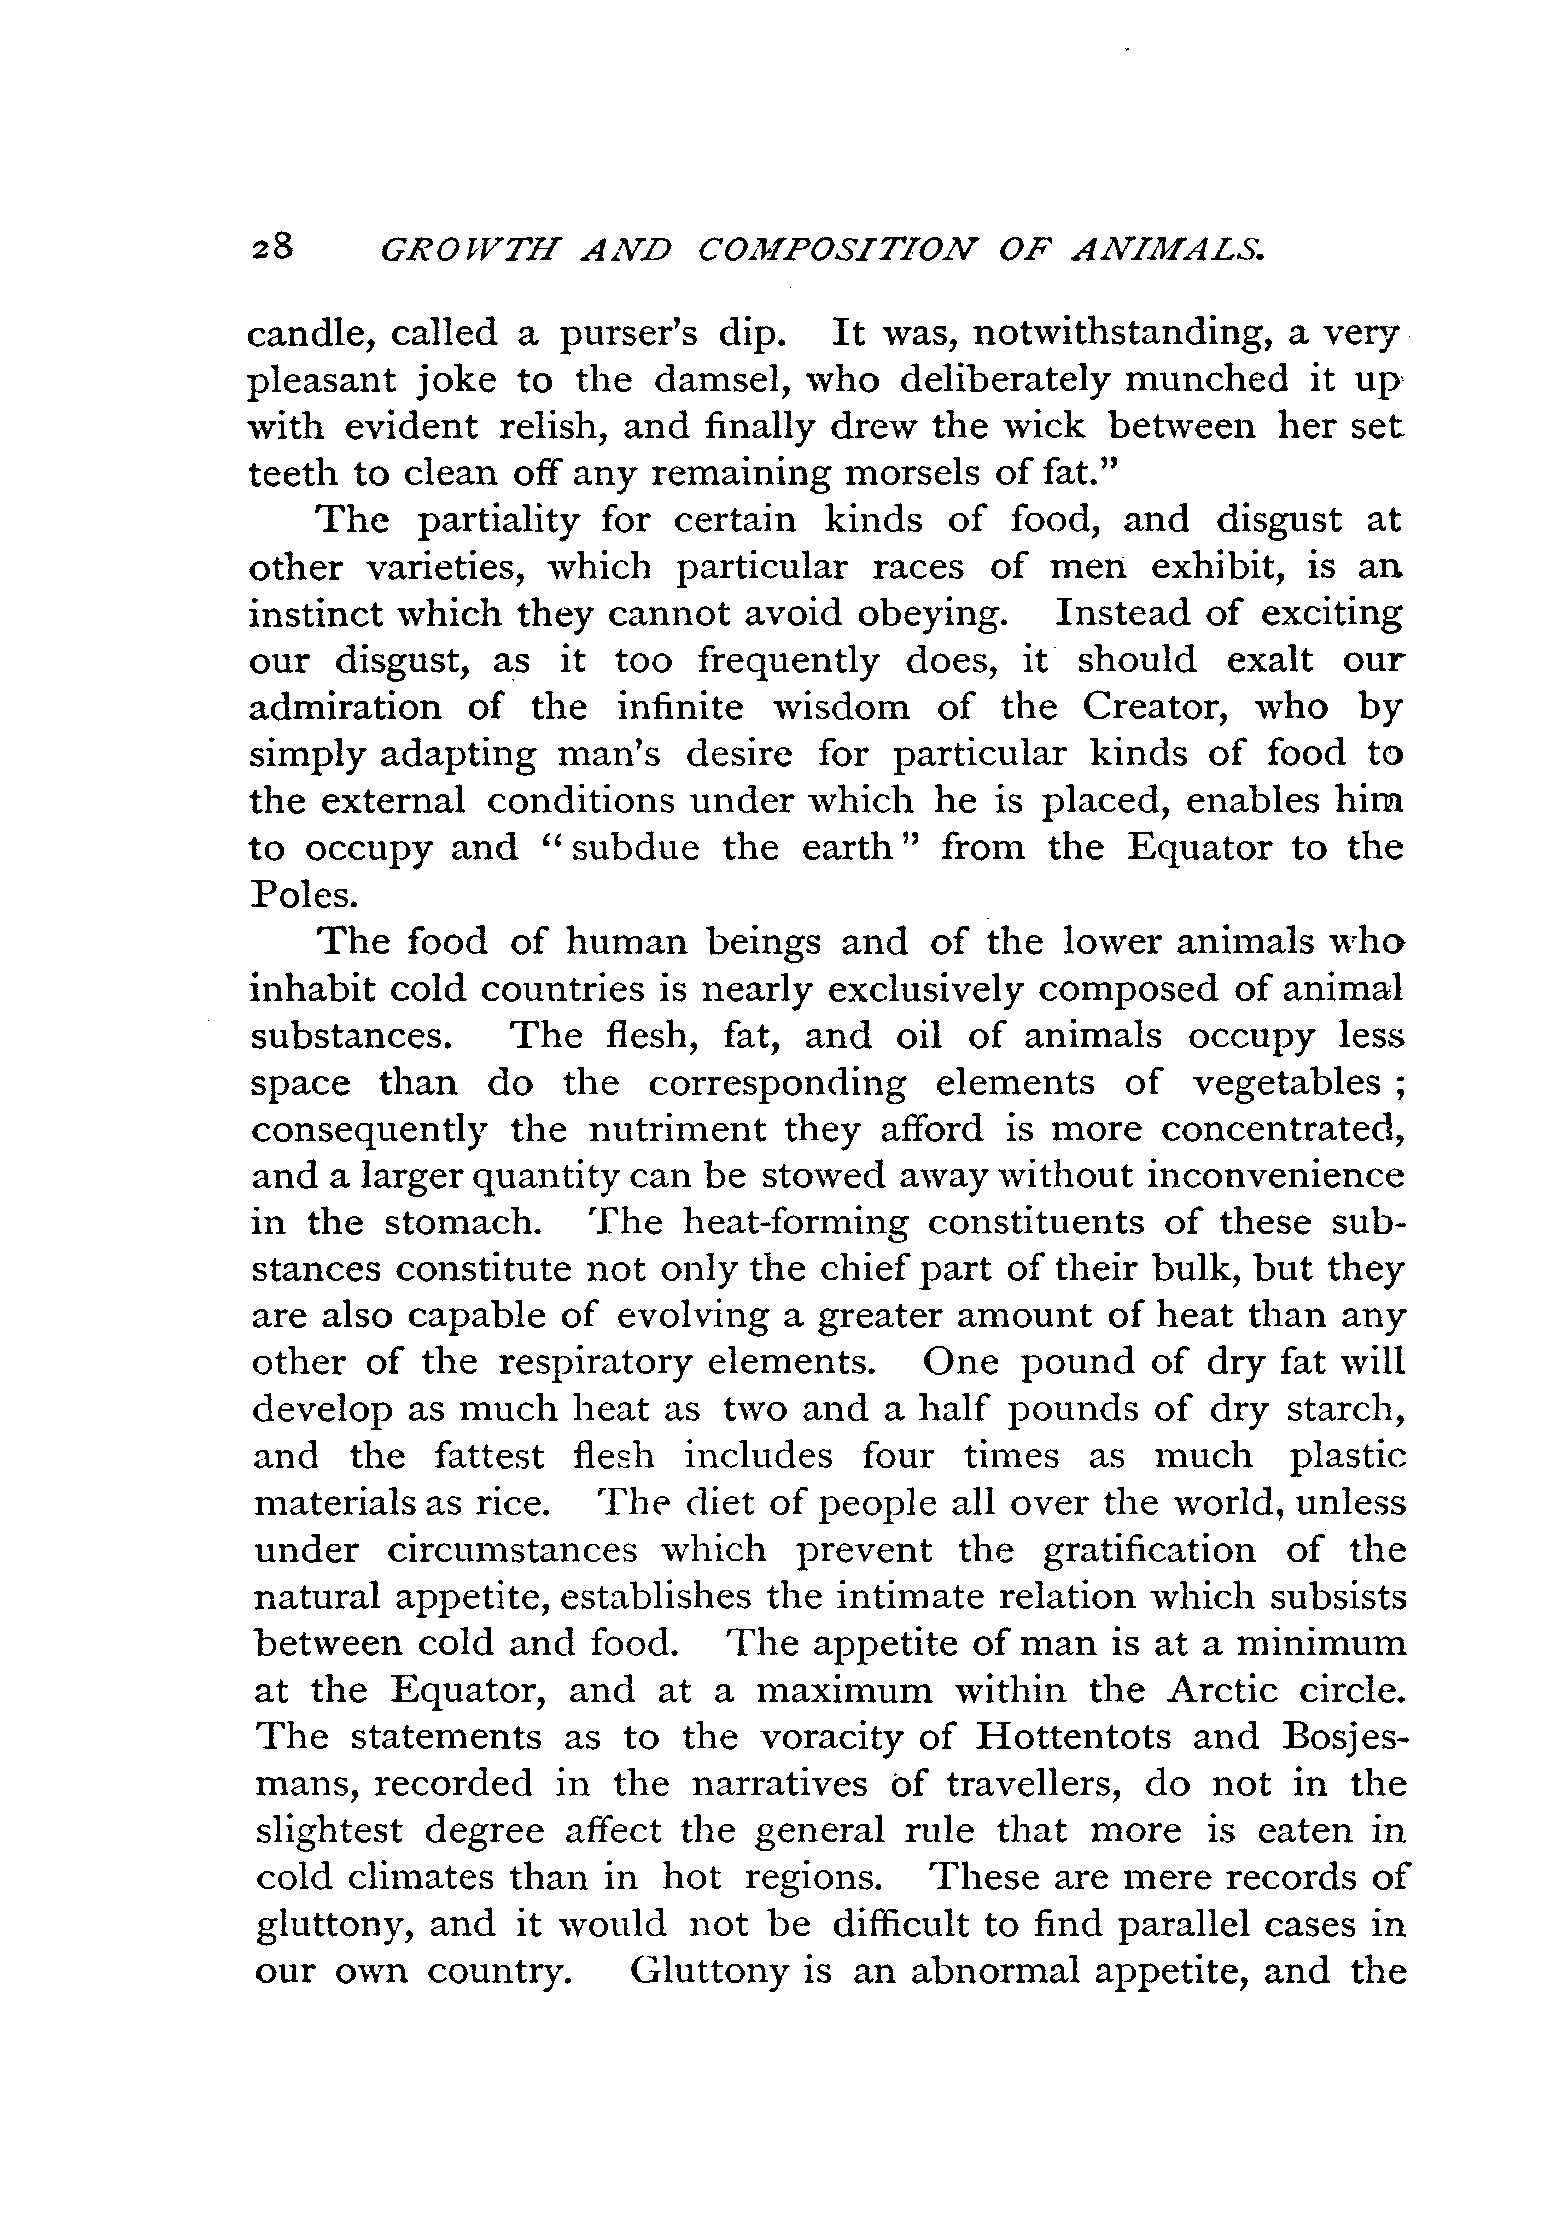 28 GROWTH AND COMPOSITION OF ANIMALS.
candle, called a purser's dip. It was, notwithstanding, a very
pleasant joke to the damsel, who deliberately munched it up
with evident relish, and finally drew the wick between her set
teeth to clean off any remaining morsels of fat."
The partiality for certain kinds of food, and disgust at
other varieties, which particular races of men exhibit, is an
instinct which they cannot avoid obeying. Instead of exciting
our disgust, as it too frequently does, it should exalt our
admiration of the infinite wisdom of the Creator, who by
simply adapting man's desire for particular kinds of food to
the external conditions under which he is placed, enables him
to occupy and "subdue the earth" from the Equator to the
Poles.
The food of human beings and of the lower animals who
inhabit cold countries is nearly exclusively composed of animal
substances. The flesh, fat, and oil of animals occupy less
space than do the corresponding elements of vegetables ;
consequently the nutriment they afford is more concentrated,
and a larger quantity can be stowed away without inconvenience
in the stomach. The heat-forming constituents of these sub-
stances constitute not only the chief part of their bulk, but they
are also capable of evolving a greater amount of heat than any
other of the respiratory elements. One pound of dry fat will
develop as much heat as two and a half pounds of dry starch,
and the fattest flesh includes four times as much plastic
materials as rice. The diet of people all over the world, unless
under circumstances which prevent the gratification of the
natural appetite, establishes the intimate relation which subsists
between cold and food. The appetite of man is at a minimum
at the Equator, and at a maximum within the Arctic circle.
The statements as to the voracity of Hottentots and Bosjes-
mans, recorded in the narratives of travellers, do not in the
slightest degree affect the general rule that more is eaten in
cold climates than in hot regions. These are mere records of
gluttony, and it would not be difficult to find parallel cases in
our own country. Gluttony is an abnormal appetite, and the